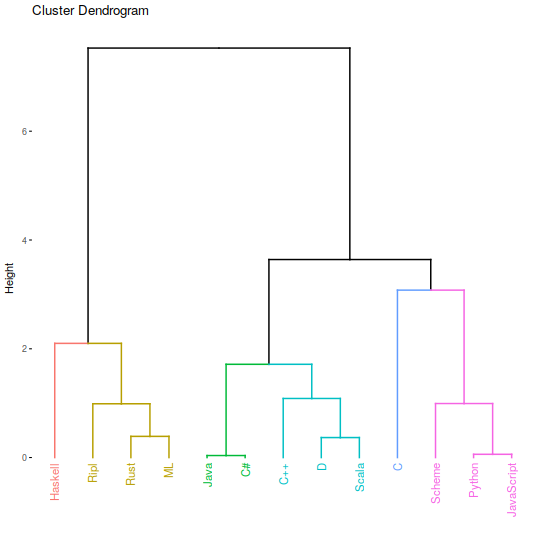 Cluster Dendrogram
Height
6
4
2
0
Haskell
Ripl
Rust
ML
Java
C#
C++
D
Scala
C
Scheme
Python
JavaScript